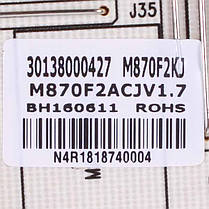 J35
30138000427 M870F2KJ
M870F2ACJV1.7
BH160611 ROHS
N4R1818740004